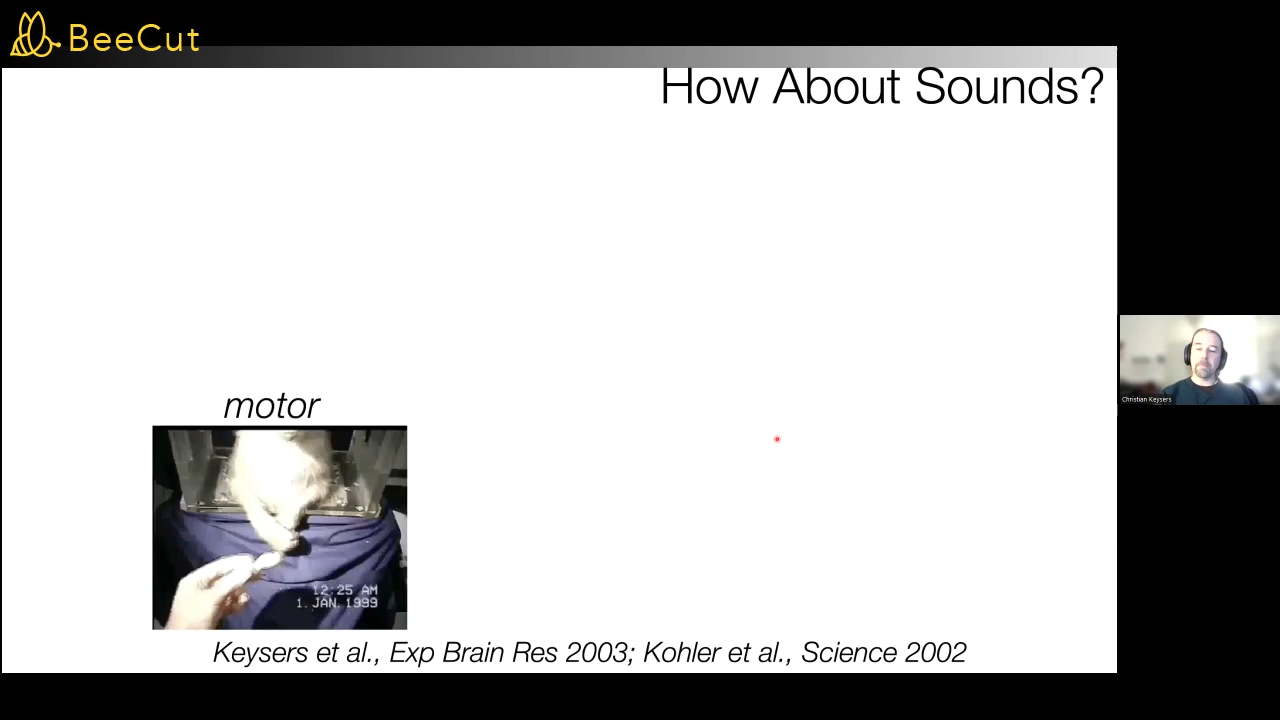 BeeCut
How About Sounds?
motor
12:25 AM
1. JAN. 1999
Christian Keysers
Keysers et al., Exp Brain Res 2003; Kohler et al., Science 2002